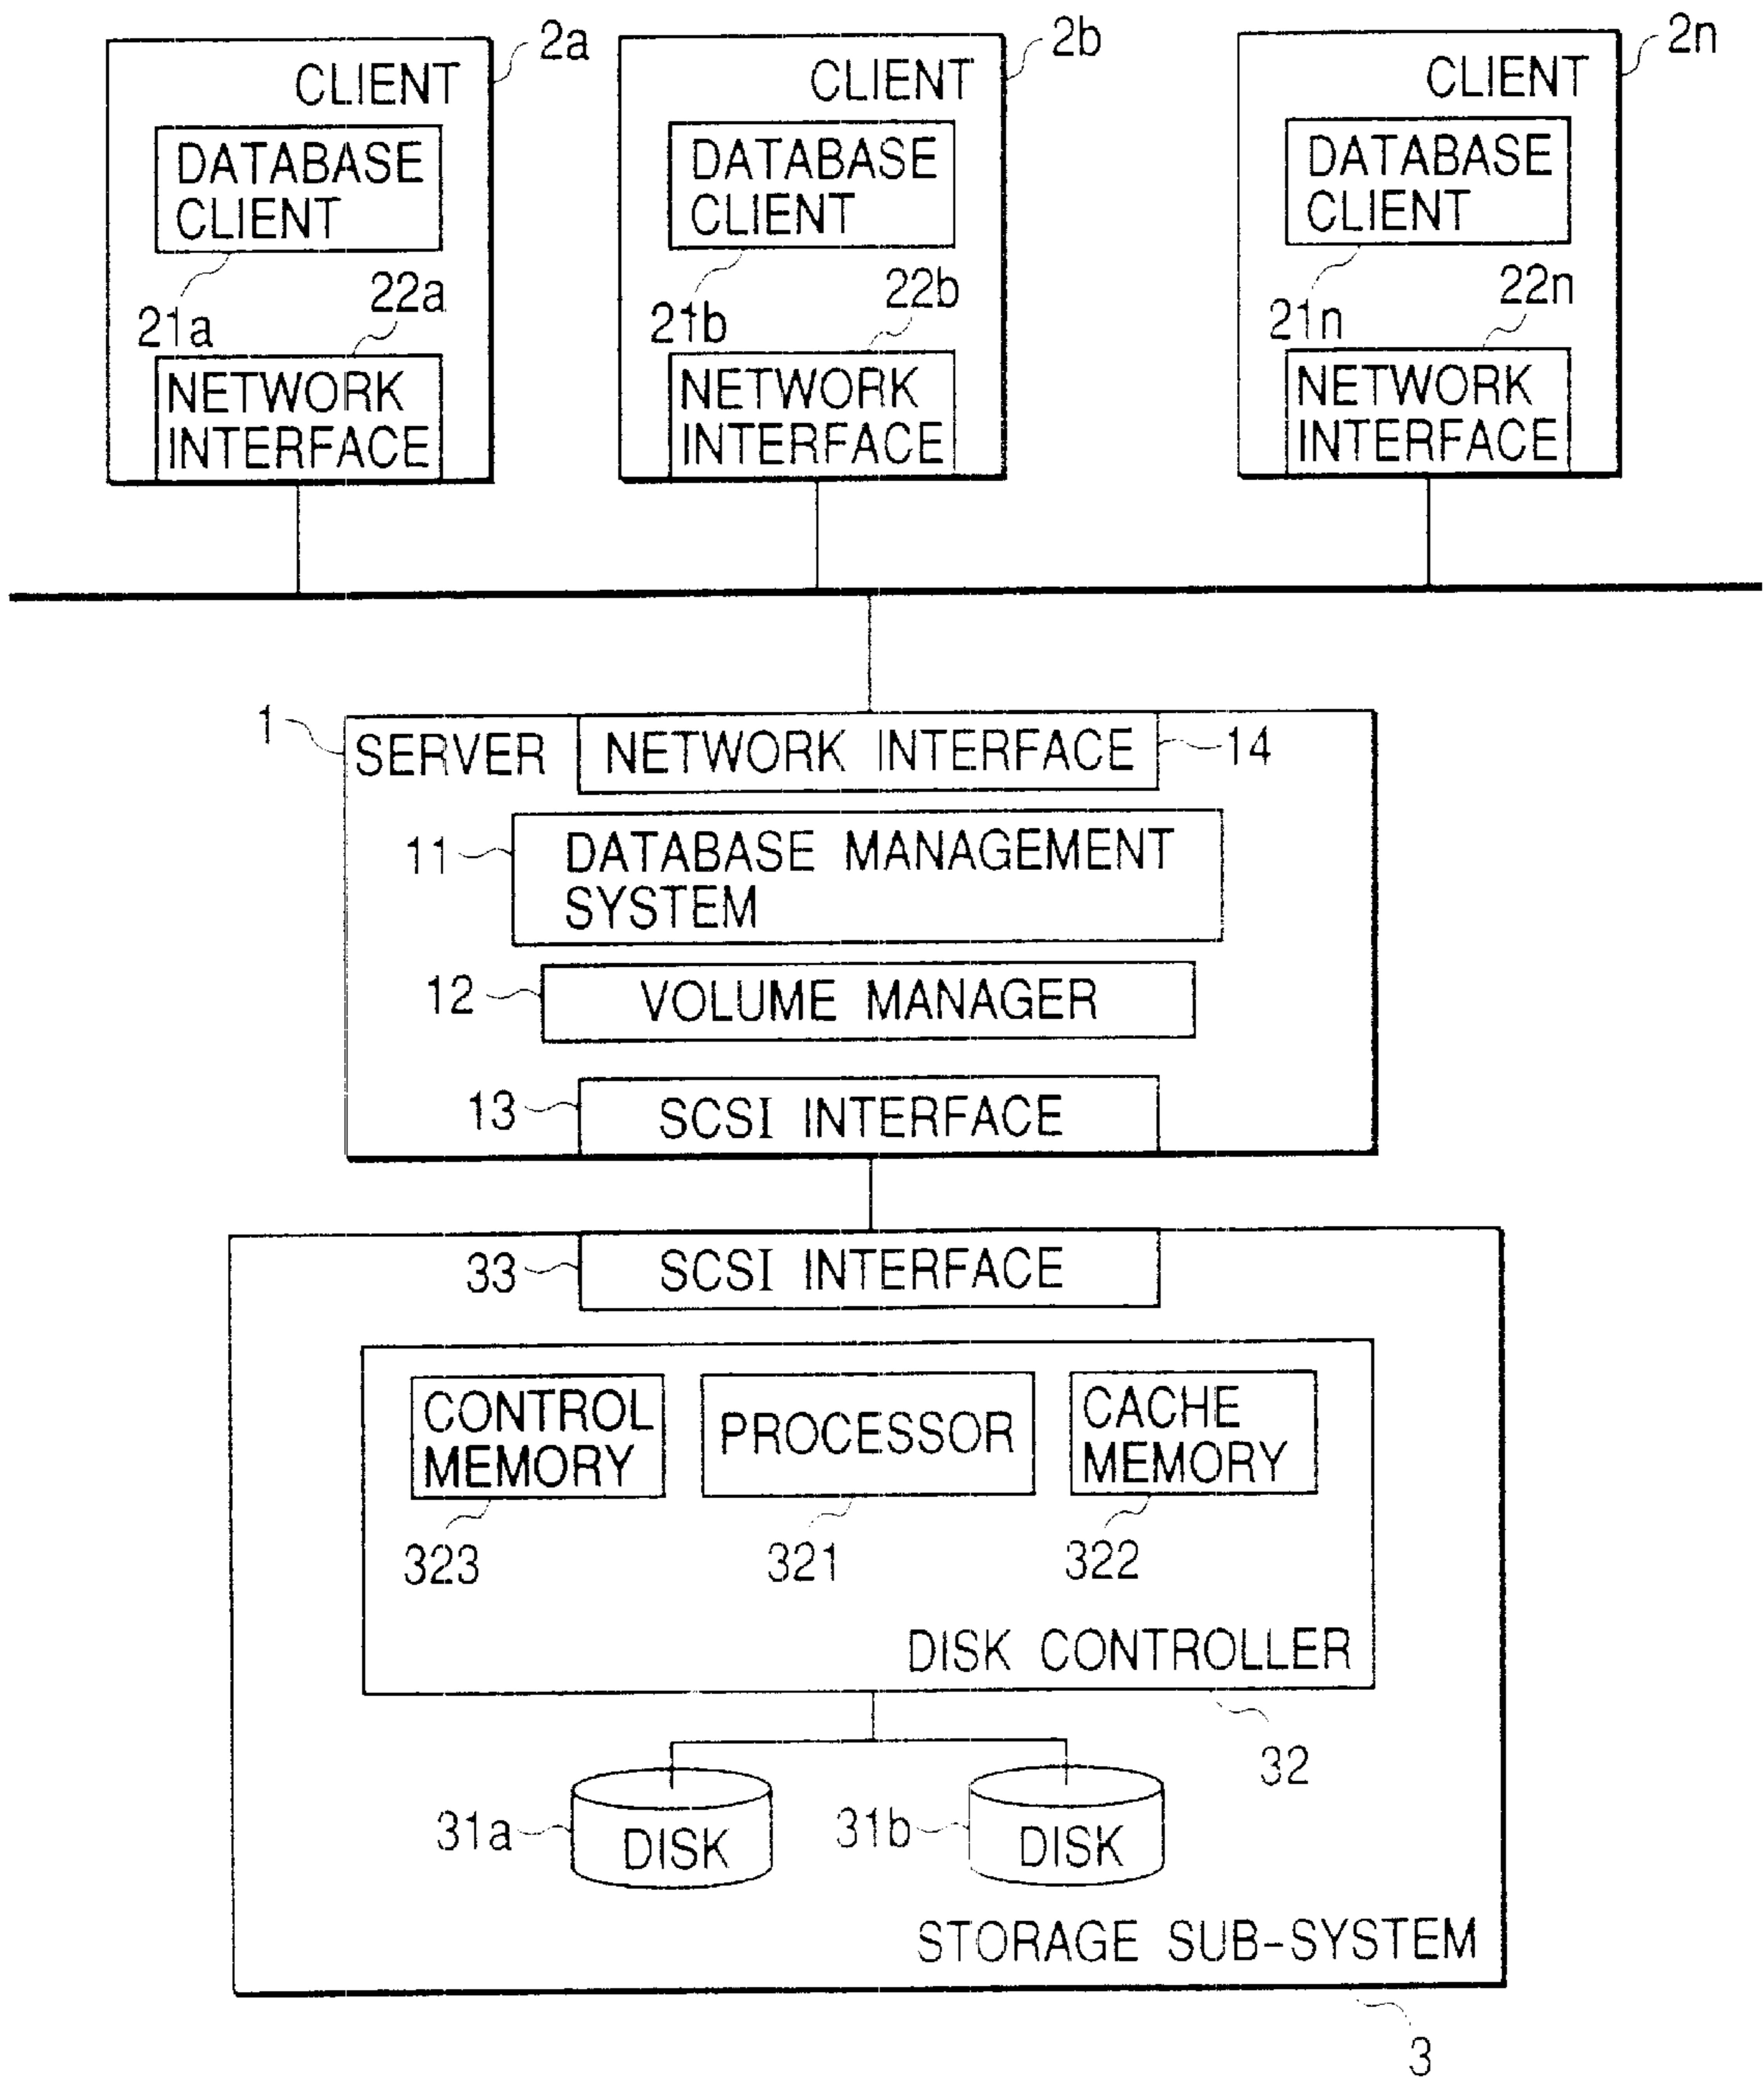 2a
CLIENT
DATABASE
CLIENT
21a
22a
NETWORK
INTERFACE
2b
CLIENT
DATABASE
CLIENT
21b
22b
NETWORK
INTERFACE
2n
CLIENT
DATABASE
CLIENT
21n
22n
NETWORK
INTERFACE
1
SERVER
NETWORK INTERFACE
14
11
DATABASE MANAGEMENT
SYSTEM
12
VOLUME MANAGER
13
SCSI INTERFACE
33
SCSI INTERFACE
CONTROL
MEMORY
323
PROCESSOR
321
CACHE
MEMORY
322
DISK CONTROLLER
32
31a
DISK
31b
DISK
STORAGE SUB-SYSTEM
3